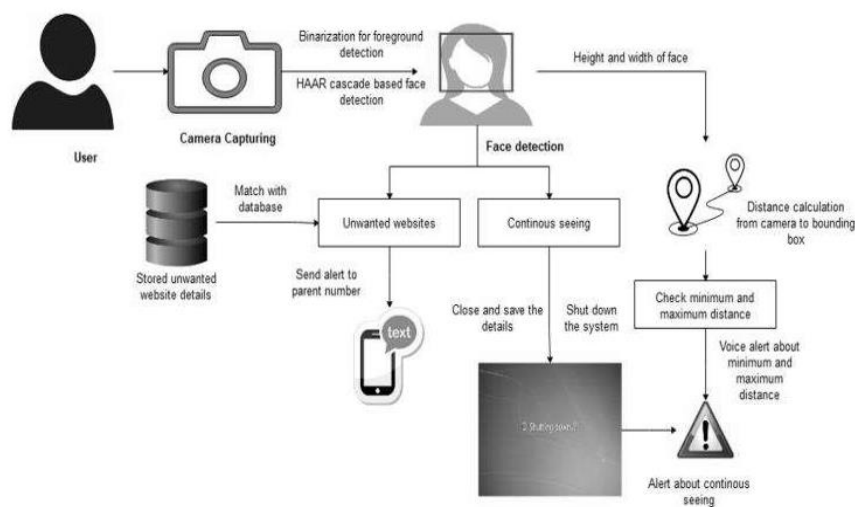 Binarization for foreground
detection
HAAR cascade based face
detection
Height and width of face
User
Camera Capturing
Face detection
Match with
database
Unwanted websites
Continous seeing
Distance calculation
from camera to bounding
box
Stored unwanted
website details
Send alert to
parent number
text
Close and save the
details
Shut down
the system
Check minimum and
maximum distance
Voice alert about
minimum and
maximum
distance
Alert about continous
seeing